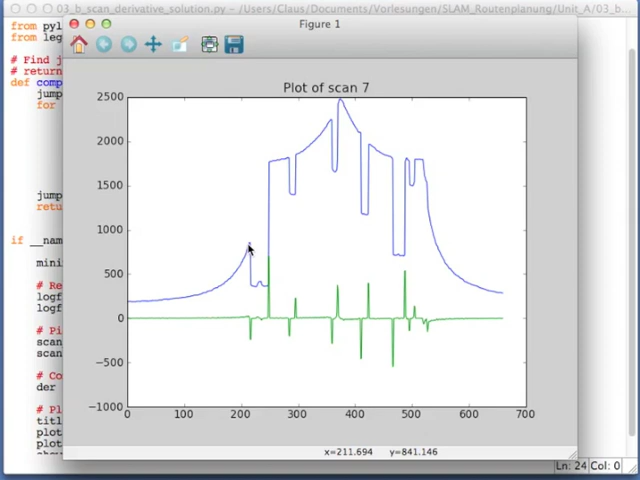 03_b_scan_derivative_solution.py - /Users/Claus/Documents/Vorlesungen/SLAM_Routenplanung/Unit_A/03_b...
Figure 1
from pyl
from leg
# Find j
# return
def comp
jump
for
jump
retu
if __nam
mini
# Re
logf
logf
# Pi
scan
scan
# Co
der
# Pl
titl
plot
plot
Plot of scan 7
2500
2000
1500
1000
500
0
−500
−1000
0 100 200 300 400 500 600 700
x=211.694 y=841.146
Ln: 24 Col: 0